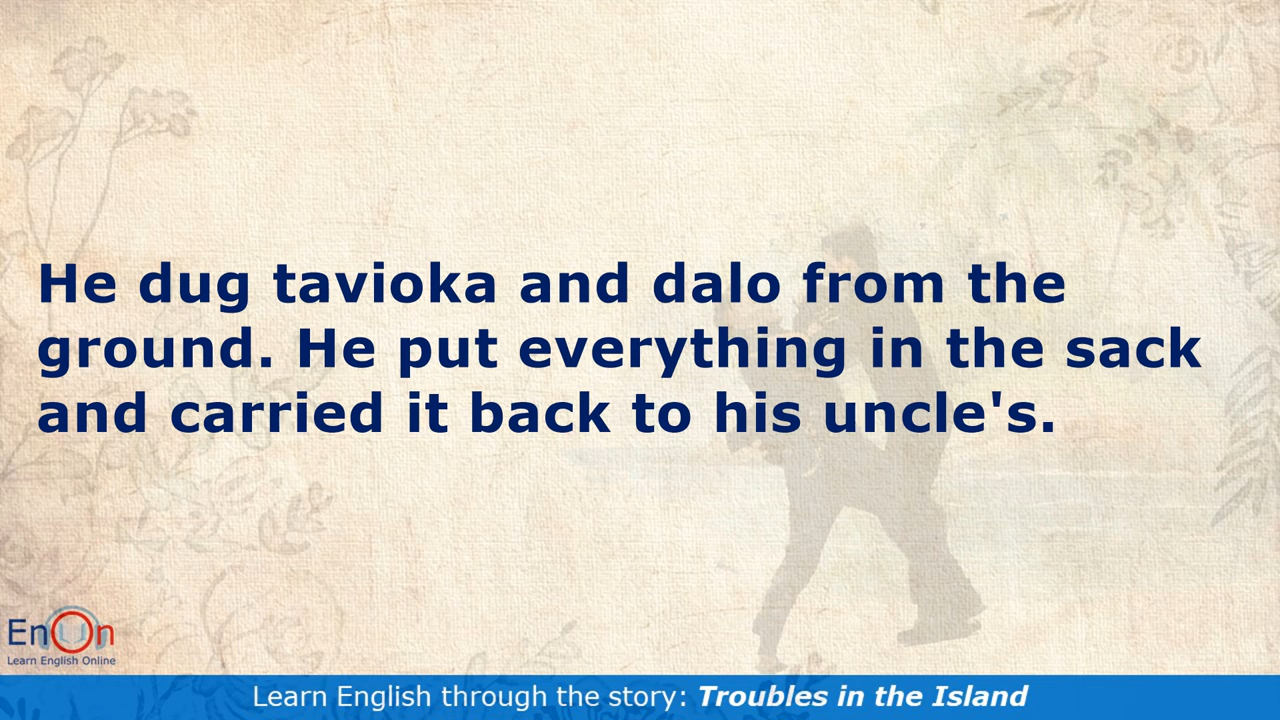 He dug tavioka and dalo from the
ground. He put everything in the sack
and carried it back to his uncle's.
EnOn
Learn English Online
Learn English through the story: Troubles in the Island